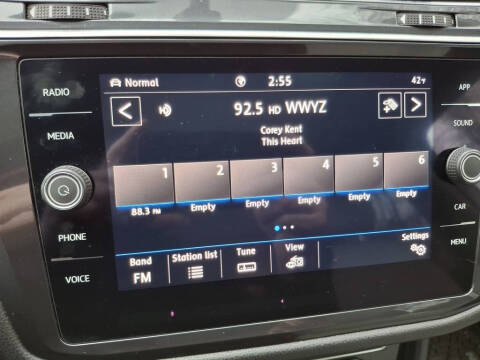 RADIO
MEDIA
PHONE
VOICE
Normal
2:55
42°F
92.5 HD WWYZ
Corey Kent
This Heart
1
2
3
4
5
6
88.3 FM
Empty
Empty
Empty
Empty
Empty
Settings
Band
FM
Station list
Tune
View
APP
SOUND
CAR
MENU